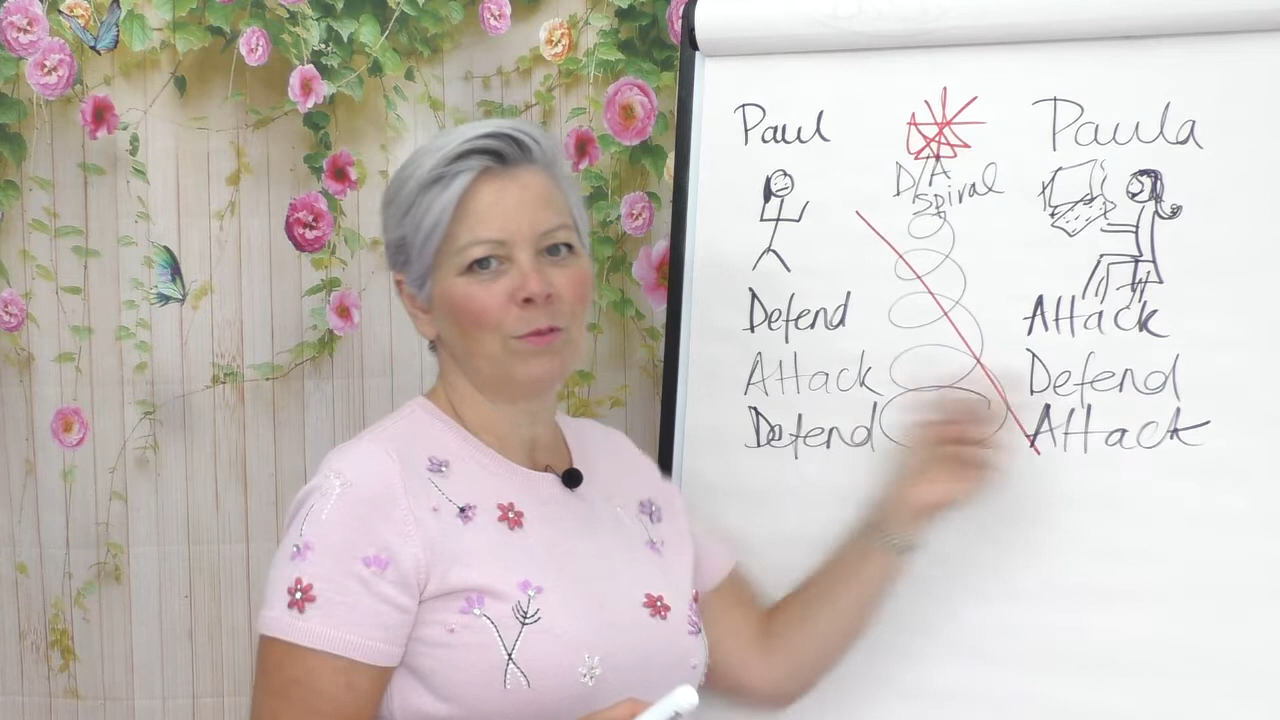 Paul
D/A
Spiral
Paula
Defend
Attack
Attack
Defend
Defend
Attack